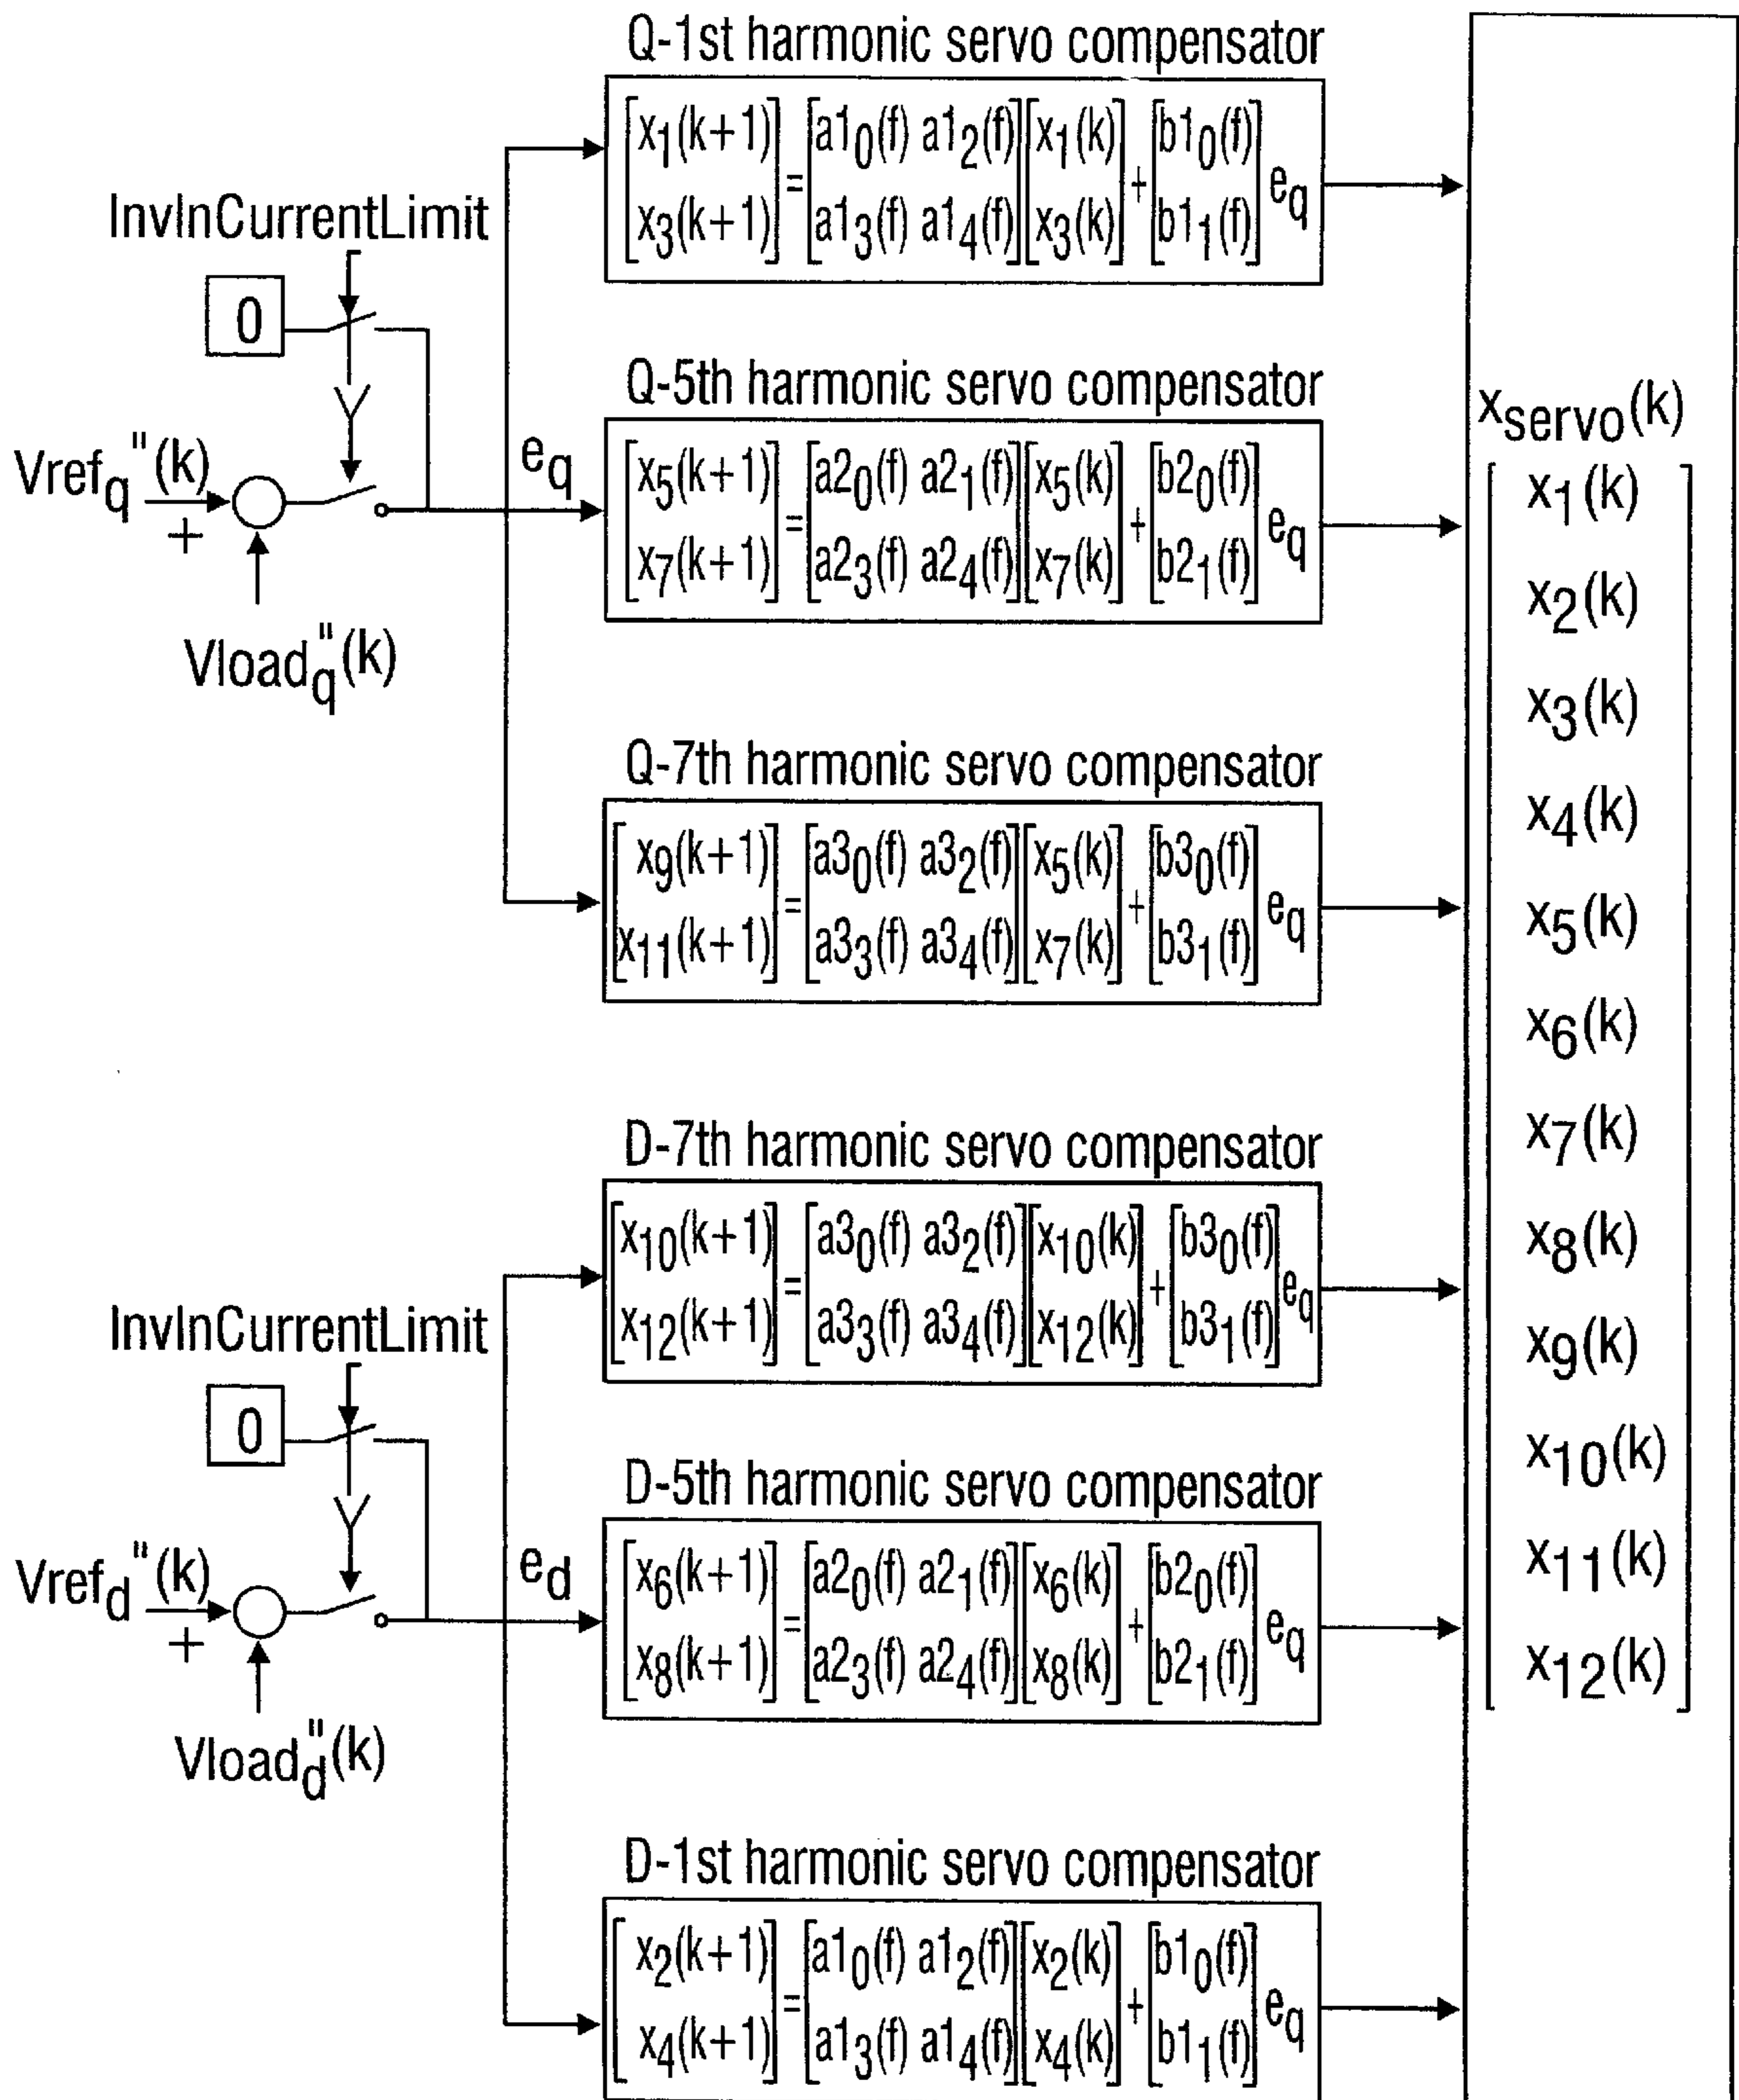 Q-1st harmonic servo compensator
[x1(k+1) x3(k+1)] = [a10(f) a12(f) a13(f) a14(f)] [x1(k) x3(k)] + [b10(f) b11(f)] eq
InvInCurrentLimit
0
Vrefq"(k)
+
Vloadq"(k)
eq
Q-5th harmonic servo compensator
[x5(k+1) x7(k+1)] = [a20(f) a21(f) a23(f) a24(f)] [x5(k) x7(k)] + [b20(f) b21(f)] eq
Q-7th harmonic servo compensator
[x9(k+1) x11(k+1)] = [a30(f) a32(f) a33(f) a34(f)] [x5(k) x7(k)] + [b30(f) b31(f)] eq
D-7th harmonic servo compensator
[x10(k+1) x12(k+1)] = [a30(f) a32(f) a33(f) a34(f)] [x10(k) x12(k)] + [b30(f) b31(f)] eq
InvInCurrentLimit
0
Vrefd"(k)
+
Vloadd"(k)
ed
D-5th harmonic servo compensator
[x6(k+1) x8(k+1)] = [a20(f) a21(f) a23(f) a24(f)] [x6(k) x8(k)] + [b20(f) b21(f)] eq
D-1st harmonic servo compensator
[x2(k+1) x4(k+1)] = [a10(f) a12(f) a13(f) a14(f)] [x2(k) x4(k)] + [b10(f) b11(f)] eq
xservo(k)
x1(k)
x2(k)
x3(k)
x4(k)
x5(k)
x6(k)
x7(k)
x8(k)
x9(k)
x10(k)
x11(k)
x12(k)